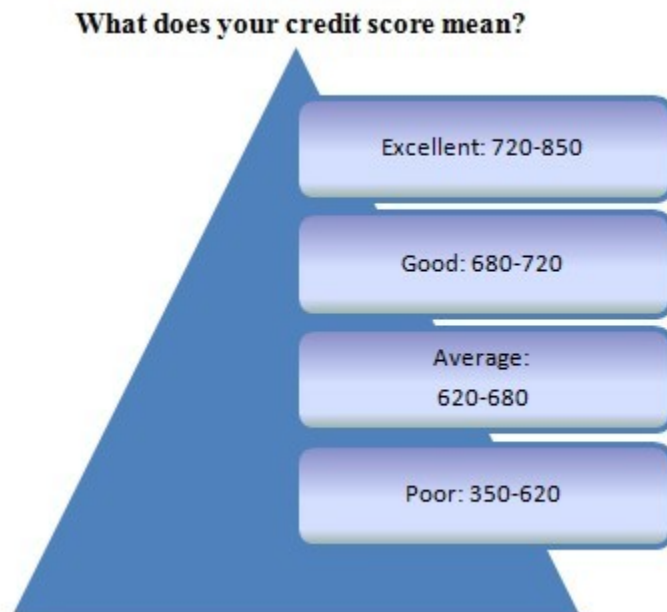 What does your credit score mean?
Excellent: 720-850
Good: 680-720
Average:
620-680
Poor: 350-620